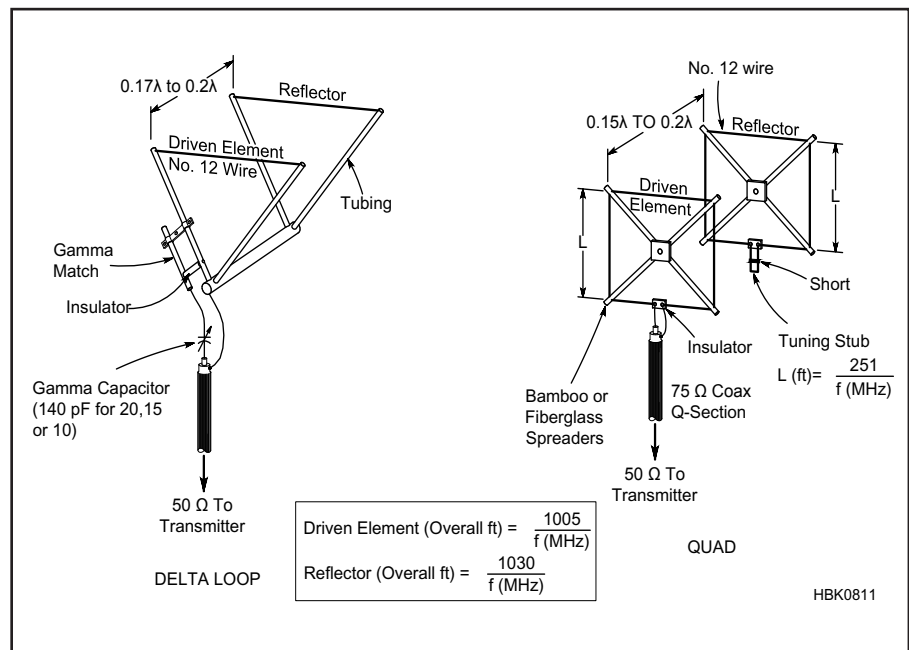 0.17λ to 0.2λ
Reflector
Driven Element
No. 12 Wire
Tubing
Gamma
Match
Insulator
Gamma Capacitor
(140 pF for 20,15
or 10)
50 Ω To
Transmitter
DELTA LOOP
No. 12 wire
0.15λ TO 0.2λ
Reflector
Driven
Element
L
L
Short
Insulator
Tuning Stub
L (ft)= 251
f (MHz)
Bamboo or
Fiberglass
Spreaders
75 Ω Coax
Q-Section
50 Ω To
Transmitter
QUAD
Driven Element (Overall ft) = 1005
f (MHz)
Reflector (Overall ft) = 1030
f (MHz)
HBK0811